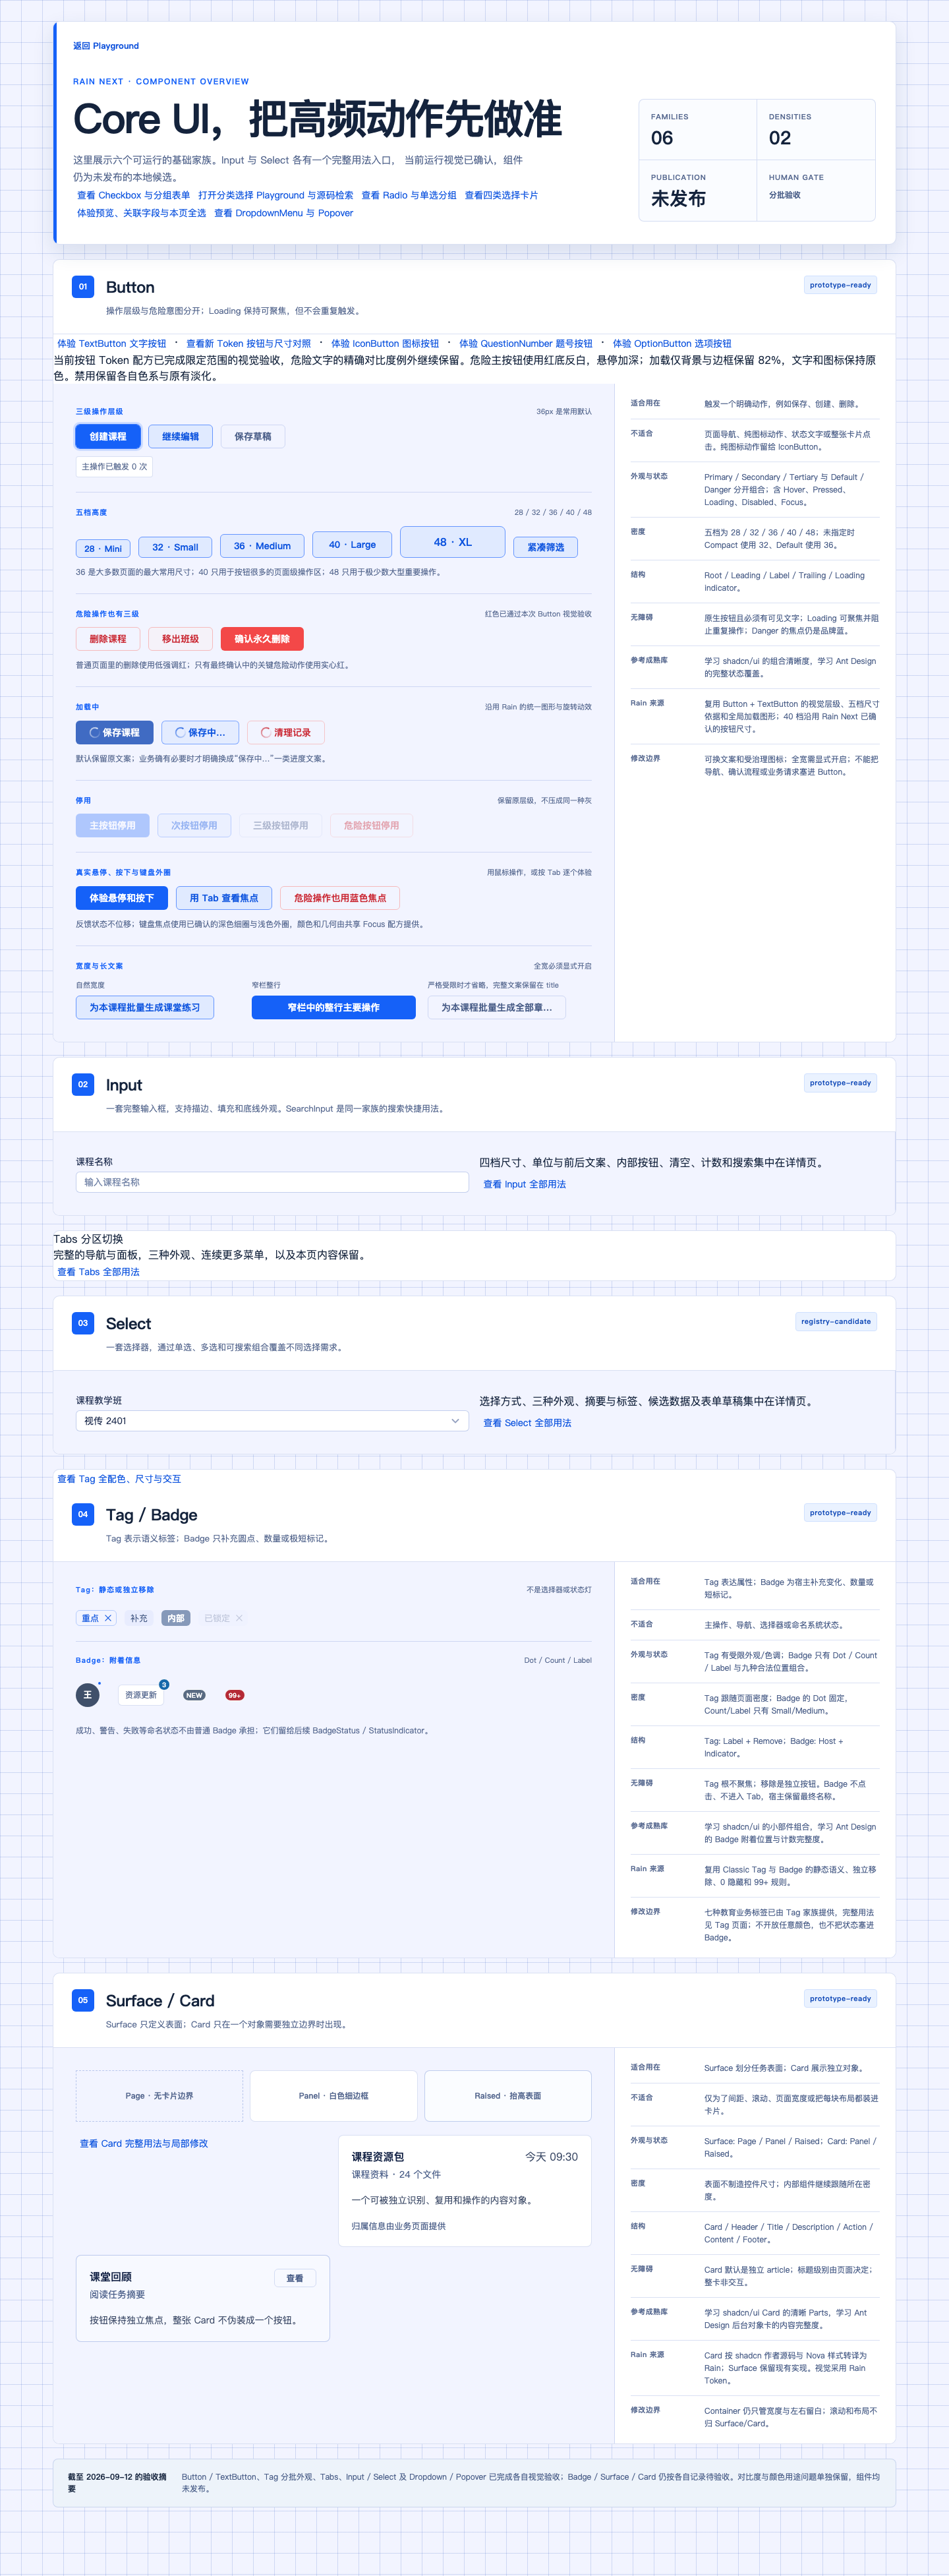 返回 Playground
RAIN NEXT · COMPONENT OVERVIEW
Core UI，把高频动作先做准
这里展示六个可运行的基础家族。Input 与 Select 各有一个完整用法入口， 当前运行视觉已确认，组件
仍为未发布的本地候选。
查看 Checkbox 与分组表单 打开分类选择 Playground 与源码检索 查看 Radio 与单选分组 查看四类选择卡片
体验预览、关联字段与本页全选 查看 DropdownMenu 与 Popover
FAMILIES
06
DENSITIES
02
PUBLICATION
未发布
HUMAN GATE
分批验收
01
Button
操作层级与危险意图分开；Loading 保持可聚焦，但不会重复触发。
prototype-ready
体验 TextButton 文字按钮 · 查看新 Token 按钮与尺寸对照 · 体验 IconButton 图标按钮 · 体验 QuestionNumber 题号按钮 · 体验 OptionButton 选项按钮
当前按钮 Token 配方已完成限定范围的视觉验收，危险文字的精确对比度例外继续保留。危险主按钮使用红底反白，悬停加深；加载仅背景与边框保留 82%，文字和图标保持原
色。禁用保留各自色系与原有淡化。
三级操作层级
36px 是常用默认
创建课程
继续编辑
保存草稿
主操作已触发 0 次
五档高度
28 / 32 / 36 / 40 / 48
28 · Mini
32 · Small
36 · Medium
40 · Large
48 · XL
紧凑筛选
36 是大多数页面的最大常用尺寸；40 只用于按钮很多的页面级操作区；48 只用于极少数大型重要操作。
危险操作也有三级
红色已通过本次 Button 视觉验收
删除课程
移出班级
确认永久删除
普通页面里的删除使用低强调红；只有最终确认中的关键危险动作使用实心红。
加载中
沿用 Rain 的统一图形与旋转动效
保存课程
保存中…
清理记录
默认保留原文案；业务确有必要时才明确换成“保存中…”一类进度文案。
停用
保留原层级，不压成同一种灰
主按钮停用
次按钮停用
三级按钮停用
危险按钮停用
真实悬停、按下与键盘外圈
用鼠标操作，或按 Tab 逐个体验
体验悬停和按下
用 Tab 查看焦点
危险操作也用蓝色焦点
反馈状态不位移；键盘焦点使用已确认的深色细圈与浅色外圈，颜色和几何由共享 Focus 配方提供。
宽度与长文案
全宽必须显式开启
自然宽度
为本课程批量生成课堂练习
窄栏整行
窄栏中的整行主要操作
严格受限时才省略，完整文案保留在 title
为本课程批量生成全部章…
适合用在
触发一个明确动作，例如保存、创建、删除。
不适合
页面导航、纯图标动作、状态文字或整张卡片点
击。纯图标动作留给 IconButton。
外观与状态
Primary / Secondary / Tertiary 与 Default /
Danger 分开组合；含 Hover、Pressed、
Loading、Disabled、Focus。
密度
五档为 28 / 32 / 36 / 40 / 48；未指定时
Compact 使用 32、Default 使用 36。
结构
Root / Leading / Label / Trailing / Loading
indicator。
无障碍
原生按钮且必须有可见文字；Loading 可聚焦并阻
止重复操作；Danger 的焦点仍是品牌蓝。
参考成熟库
学习 shadcn/ui 的组合清晰度，学习 Ant Design
的完整状态覆盖。
Rain 来源
复用 Button + TextButton 的视觉层级、五档尺寸
依据和全局加载图形；40 档沿用 Rain Next 已确
认的按钮尺寸。
修改边界
可换文案和受治理图标；全宽需显式开启；不能把
导航、确认流程或业务请求塞进 Button。
02
Input
一套完整输入框，支持描边、填充和底线外观。SearchInput 是同一家族的搜索快捷用法。
prototype-ready
课程名称
输入课程名称
四档尺寸、单位与前后文案、内部按钮、清空、计数和搜索集中在详情页。
查看 Input 全部用法
Tabs 分区切换
完整的导航与面板，三种外观、连续更多菜单，以及本页内容保留。
查看 Tabs 全部用法
03
Select
一套选择器，通过单选、多选和可搜索组合覆盖不同选择需求。
registry-candidate
课程教学班
视传 2401
选择方式、三种外观、摘要与标签、候选数据及表单草稿集中在详情页。
查看 Select 全部用法
查看 Tag 全配色、尺寸与交互
04
Tag / Badge
Tag 表示语义标签；Badge 只补充圆点、数量或极短标记。
prototype-ready
Tag：静态或独立移除
不是选择器或状态灯
重点 ×
补充
内部
已锁定 ×
Badge：附着信息
Dot / Count / Label
王
资源更新
3
NEW
99+
成功、警告、失败等命名状态不由普通 Badge 承担；它们留给后续 BadgeStatus / StatusIndicator。
适合用在
Tag 表达属性；Badge 为宿主补充变化、数量或
短标记。
不适合
主操作、导航、选择器或命名系统状态。
外观与状态
Tag 有受限外观/色调；Badge 只有 Dot / Count
/ Label 与九种合法位置组合。
密度
Tag 跟随页面密度；Badge 的 Dot 固定，
Count/Label 只有 Small/Medium。
结构
Tag: Label + Remove；Badge: Host +
Indicator。
无障碍
Tag 根不聚焦；移除是独立按钮。Badge 不点
击、不进入 Tab，宿主保留最终名称。
参考成熟库
学习 shadcn/ui 的小部件组合，学习 Ant Design
的 Badge 附着位置与计数完整度。
Rain 来源
复用 Classic Tag 与 Badge 的静态语义、独立移
除、0 隐藏和 99+ 规则。
修改边界
七种教育业务标签已由 Tag 家族提供，完整用法
见 Tag 页面；不开放任意颜色，也不把状态塞进
Badge。
05
Surface / Card
Surface 只定义表面；Card 只在一个对象需要独立边界时出现。
prototype-ready
Page · 无卡片边界
Panel · 白色细边框
Raised · 抬高表面
查看 Card 完整用法与局部修改
课程资源包
今天 09:30
课程资料 · 24 个文件
一个可被独立识别、复用和操作的内容对象。
归属信息由业务页面提供
课堂回顾
查看
阅读任务摘要
按钮保持独立焦点，整张 Card 不伪装成一个按钮。
适合用在
Surface 划分任务表面；Card 展示独立对象。
不适合
仅为了间距、滚动、页面宽度或把每块布局都装进
卡片。
外观与状态
Surface: Page / Panel / Raised；Card: Panel /
Raised。
密度
表面不制造控件尺寸；内部组件继续跟随所在密
度。
结构
Card / Header / Title / Description / Action /
Content / Footer。
无障碍
Card 默认是独立 article；标题级别由页面决定；
整卡非交互。
参考成熟库
学习 shadcn/ui Card 的清晰 Parts，学习 Ant
Design 后台对象卡的内容完整度。
Rain 来源
Card 按 shadcn 作者源码与 Nova 样式转译为
Rain；Surface 保留现有实现。视觉采用 Rain
Token。
修改边界
Container 仍只管宽度与左右留白；滚动和布局不
归 Surface/Card。
截至 2026-09-12 的验收摘
要
Button / TextButton、Tag 分批外观、Tabs、Input / Select 及 Dropdown / Popover 已完成各自视觉验收；Badge / Surface / Card 仍按各自记录待验收。对比度与颜色用途问题单独保留，组件均
未发布。